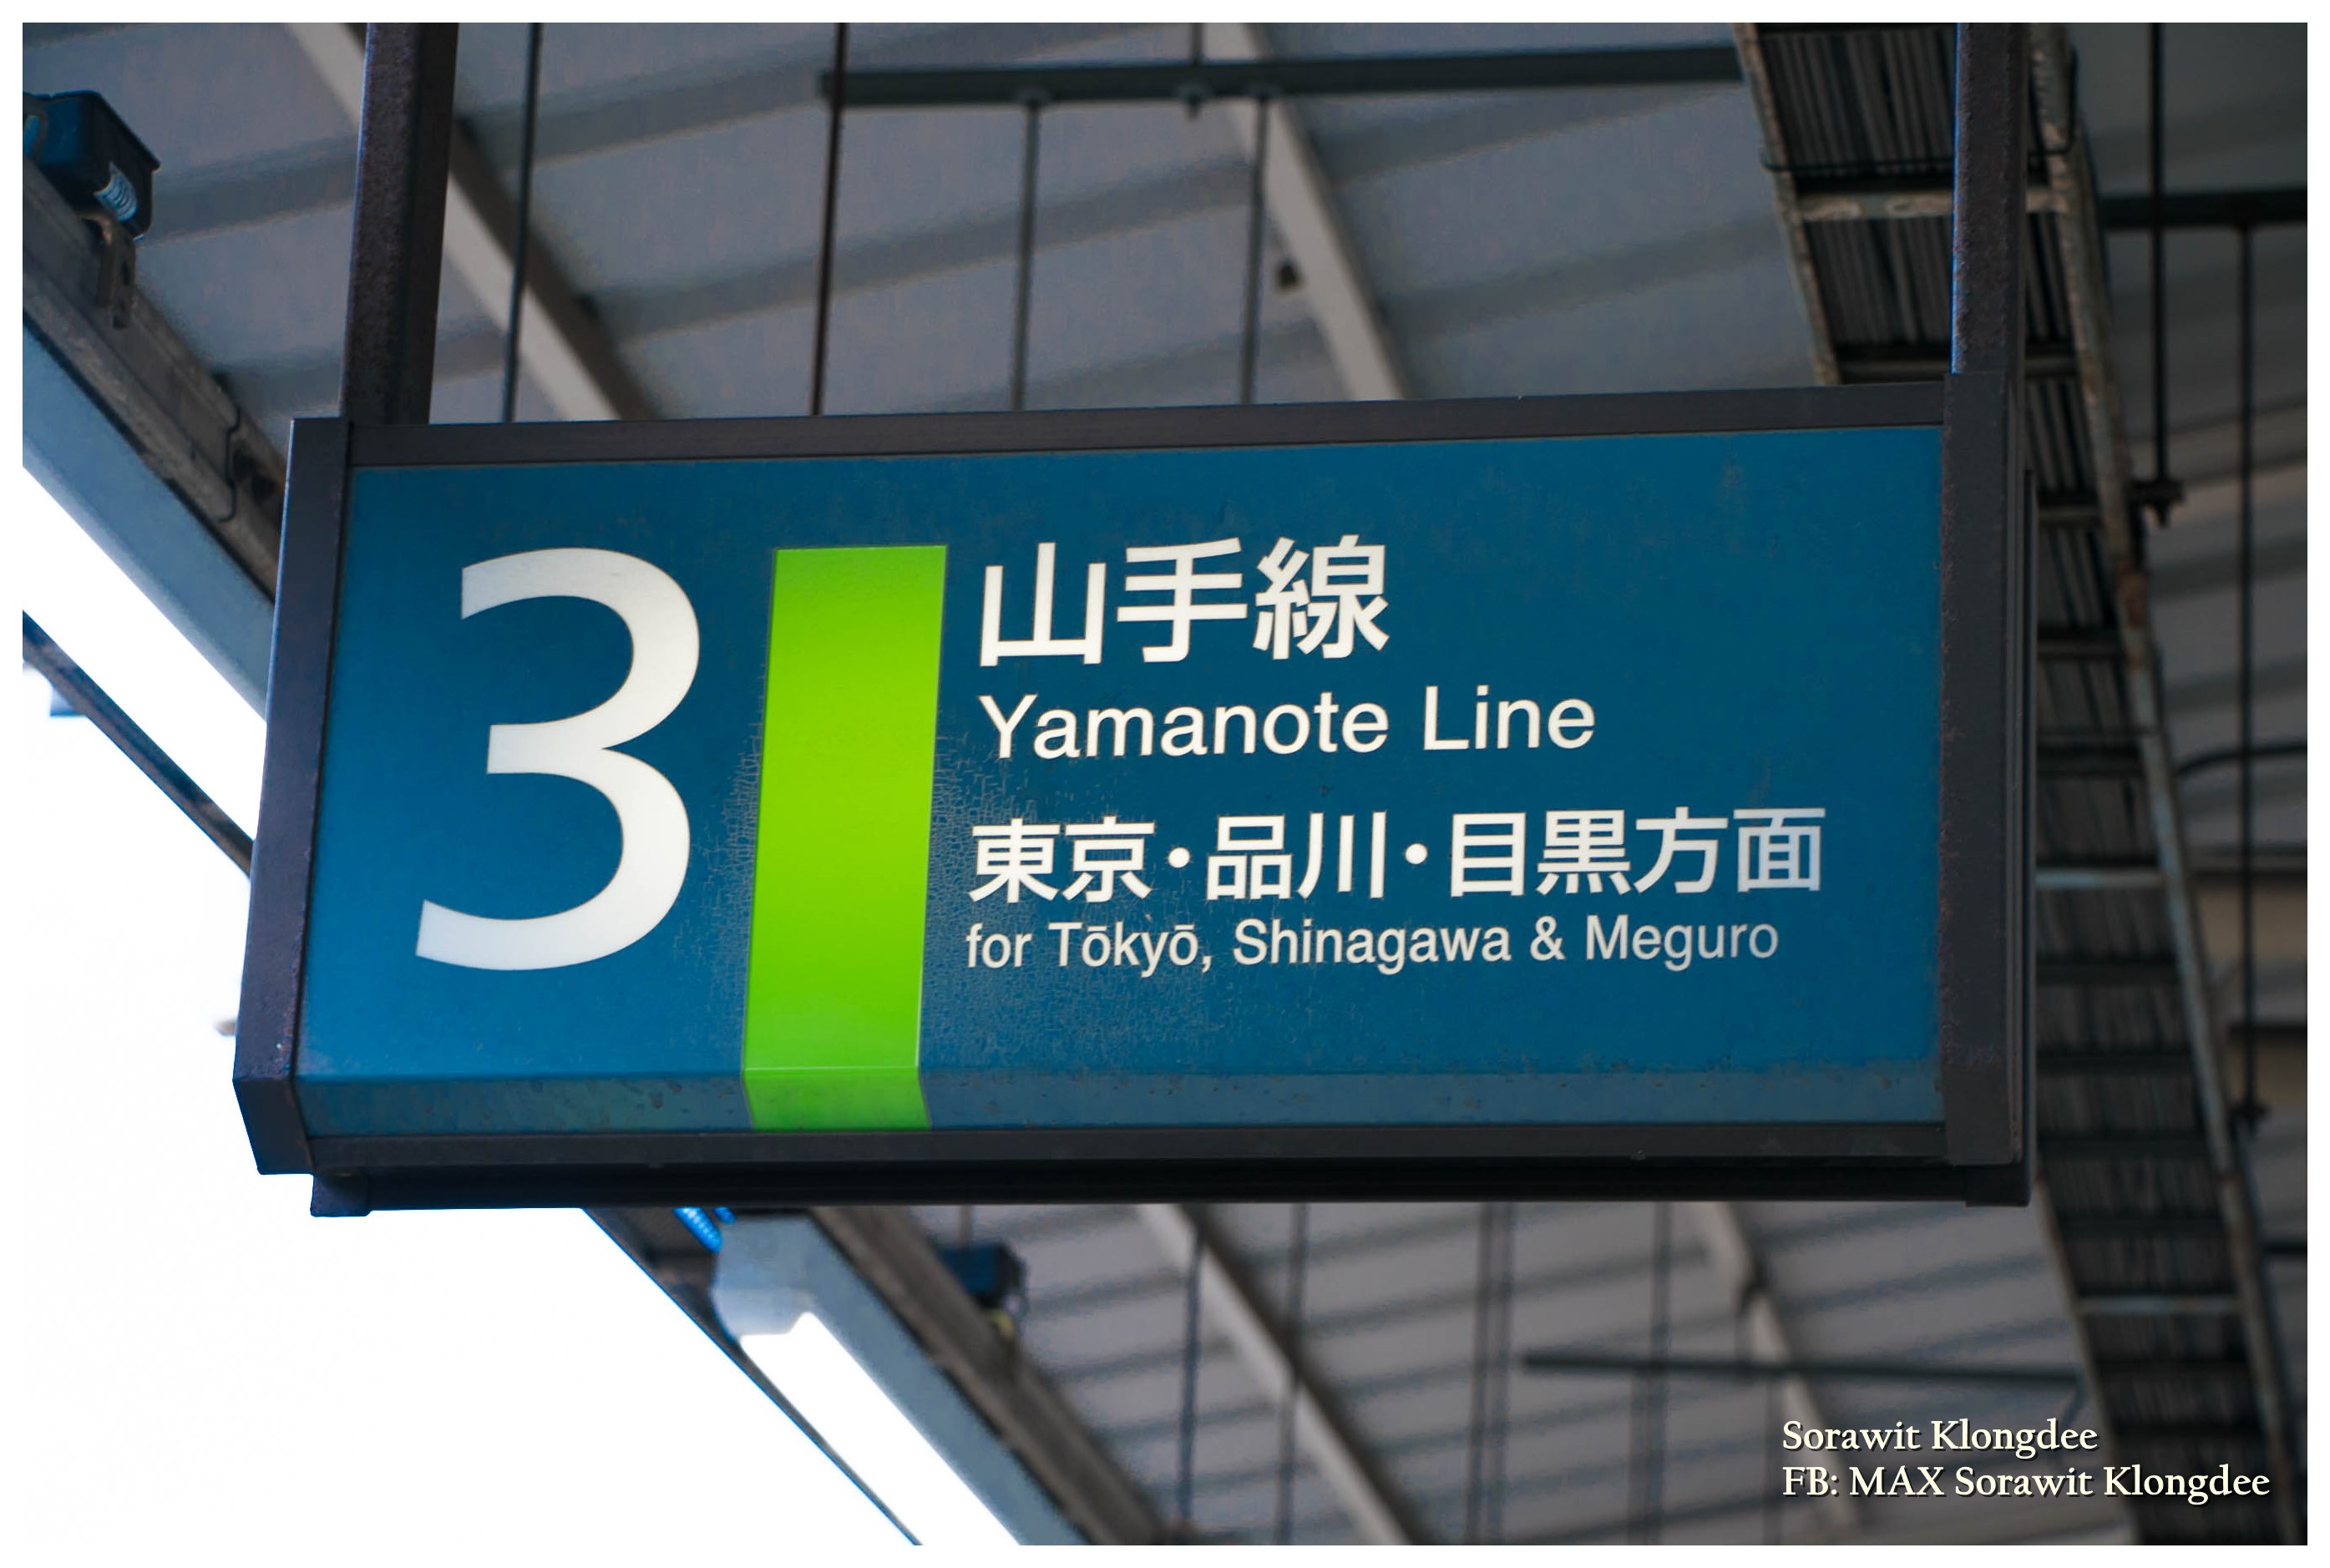 3
山手線
Yamanote Line
東京・品川・目黒方面
for Tōkyō, Shinagawa & Meguro
Sorawit Klongdee
FB: MAX Sorawit Klongdee